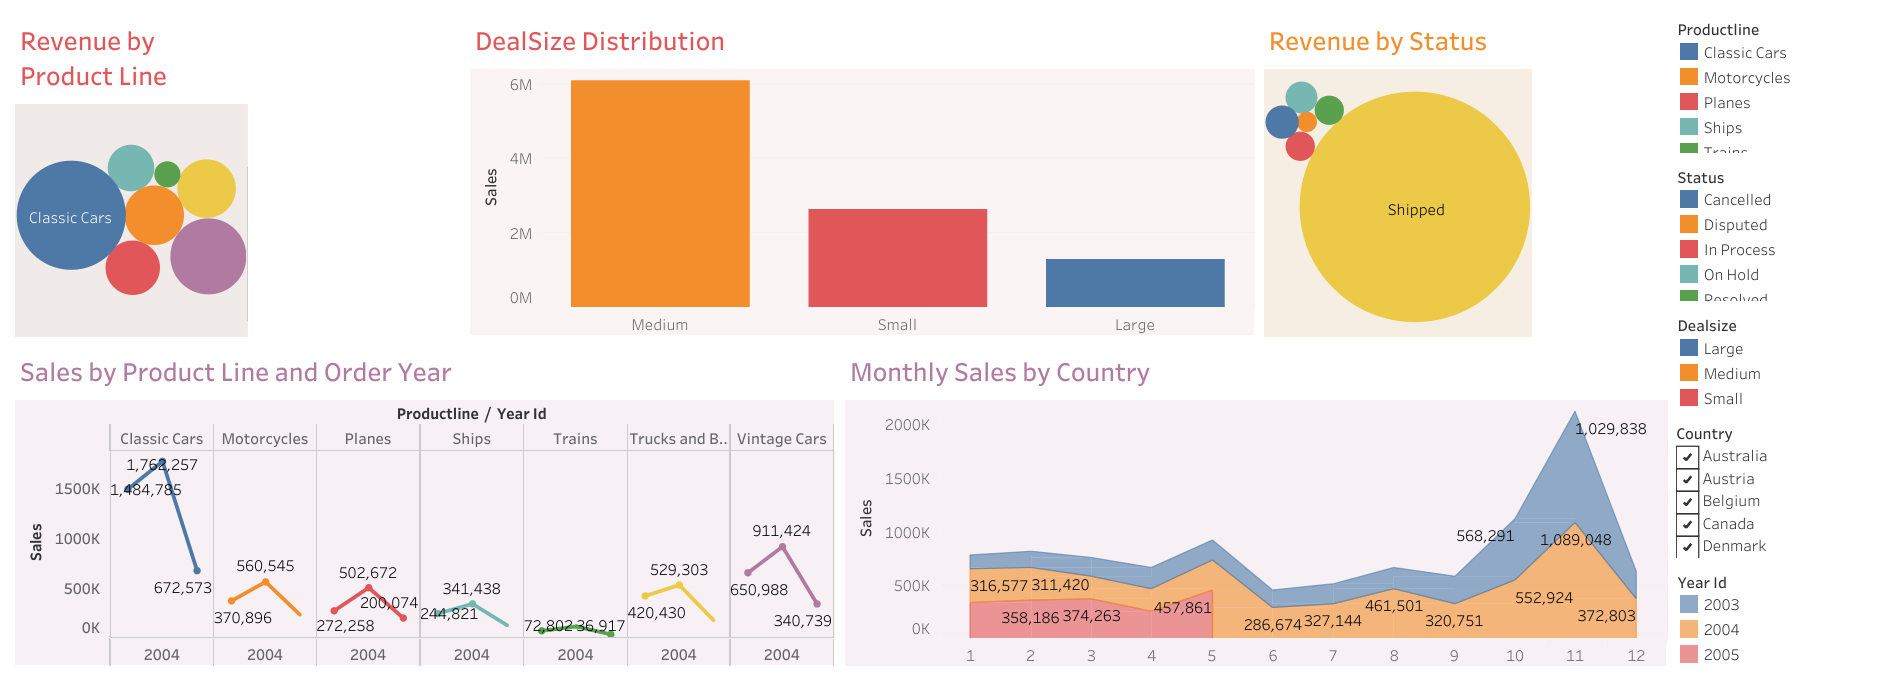 Revenue by
Product Line
Classic Cars
DealSize Distribution
Sales
6M
4M
2M
0M
Medium
Small
Large
Revenue by Status
Shipped
Productline
Classic Cars
Motorcycles
Planes
Ships
Trains
Status
Cancelled
Disputed
In Process
On Hold
Resolved
Dealsize
Large
Medium
Small
Country
Australia
Austria
Belgium
Canada
Denmark
Year Id
2003
2004
2005
Sales by Product Line and Order Year
Productline / Year Id
Classic Cars Motorcycles Planes Ships Trains Trucks and B.. Vintage Cars
Sales
1500K
1000K
500K
0K
1,762,257
1,484,785
672,573
560,545
370,896
502,672
200,074
272,258
341,438
244,821
72,802 36,917
529,303
420,430
911,424
650,988
340,739
2004 2004 2004 2004 2004 2004 2004
Monthly Sales by Country
Sales
2000K
1500K
1000K
500K
0K
1,029,838
568,291
1,089,048
316,577 311,420
358,186 374,263
457,861
286,674 327,144
461,501
320,751
552,924
372,803
1 2 3 4 5 6 7 8 9 10 11 12